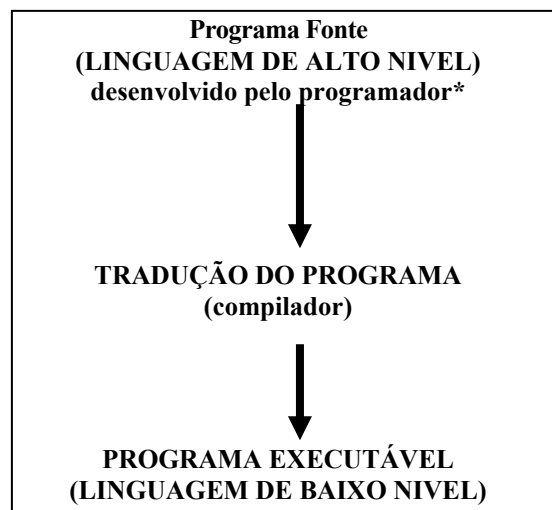 Programa Fonte
(LINGUAGEM DE ALTO NIVEL)
desenvolvido pelo programador*
TRADUÇÃO DO PROGRAMA
(compilador)
PROGRAMA EXECUTÁVEL
(LINGUAGEM DE BAIXO NIVEL)